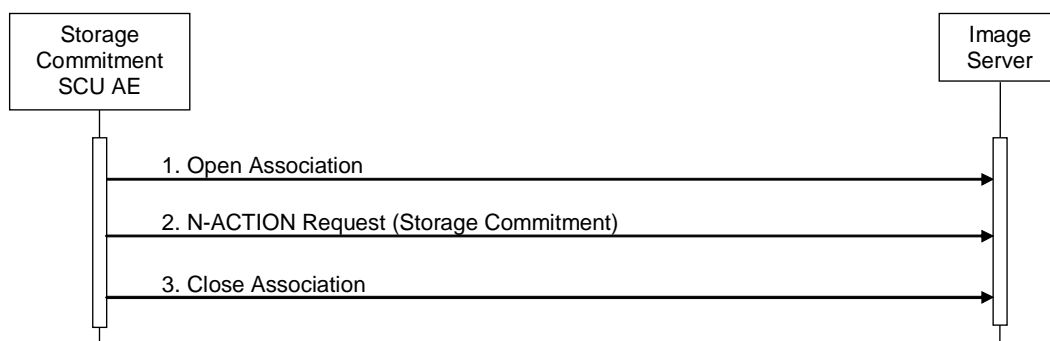 Storage
Commitment
SCU AE
Image
Server
1. Open Association
2. N-ACTION Request (Storage Commitment)
3. Close Association